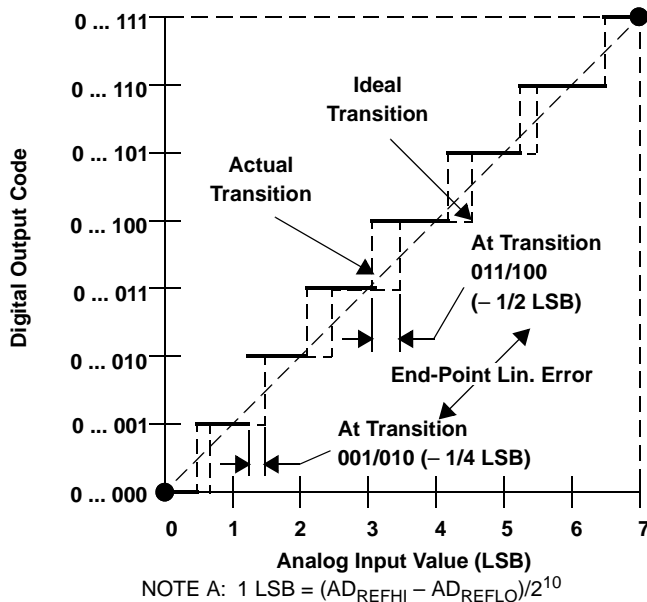 0 ... 111
0 ... 110
0 ... 101
0 ... 100
0 ... 011
0 ... 010
0 ... 001
0 ... 000
Digital Output Code
Ideal
Transition
Actual
Transition
At Transition
011/100
(– 1/2 LSB)
End-Point Lin. Error
At Transition
001/010 (– 1/4 LSB)
0 1 2 3 4 5 6 7
Analog Input Value (LSB)
NOTE A: 1 LSB = (AD_REFHI – AD_REFLO)/2^10